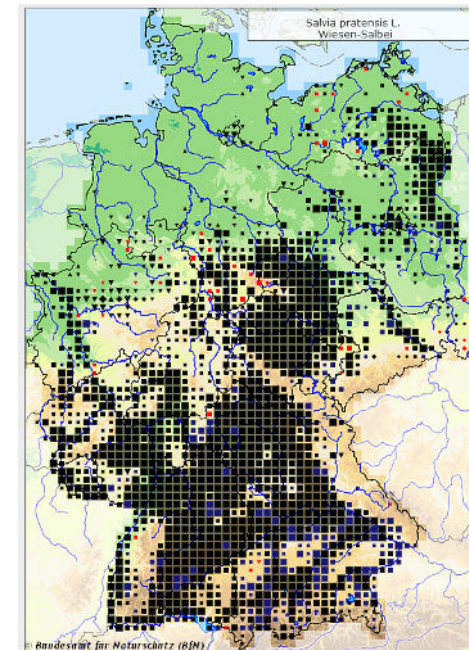 Salvia pratensis L.
Wiesen-Salbei
© Bundesamt für Naturschutz (BfN)